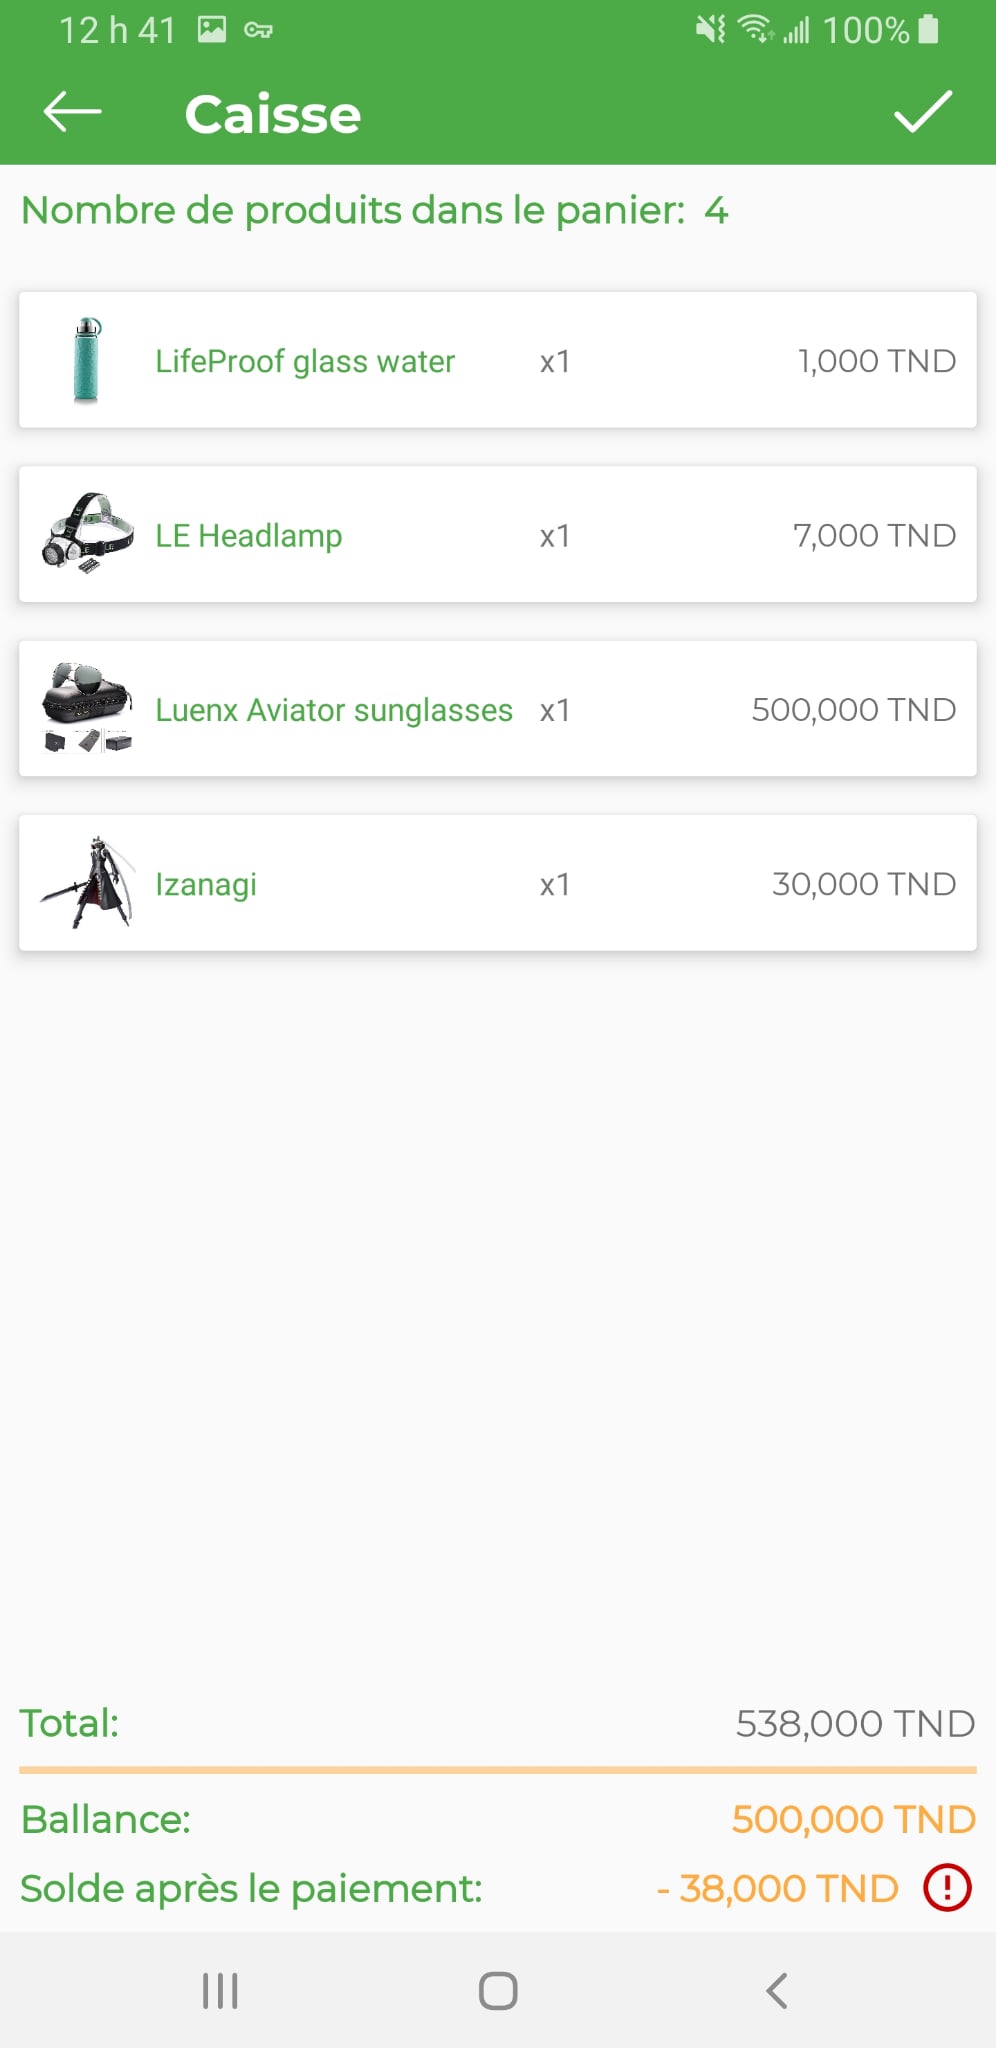 12 h 41 100%
Caisse
Nombre de produits dans le panier: 4
LifeProof glass water x1 1,000 TND
LE Headlamp x1 7,000 TND
Luenx Aviator sunglasses x1 500,000 TND
Izanagi x1 30,000 TND
Total: 538,000 TND
Ballance: 500,000 TND
Solde après le paiement: - 38,000 TND